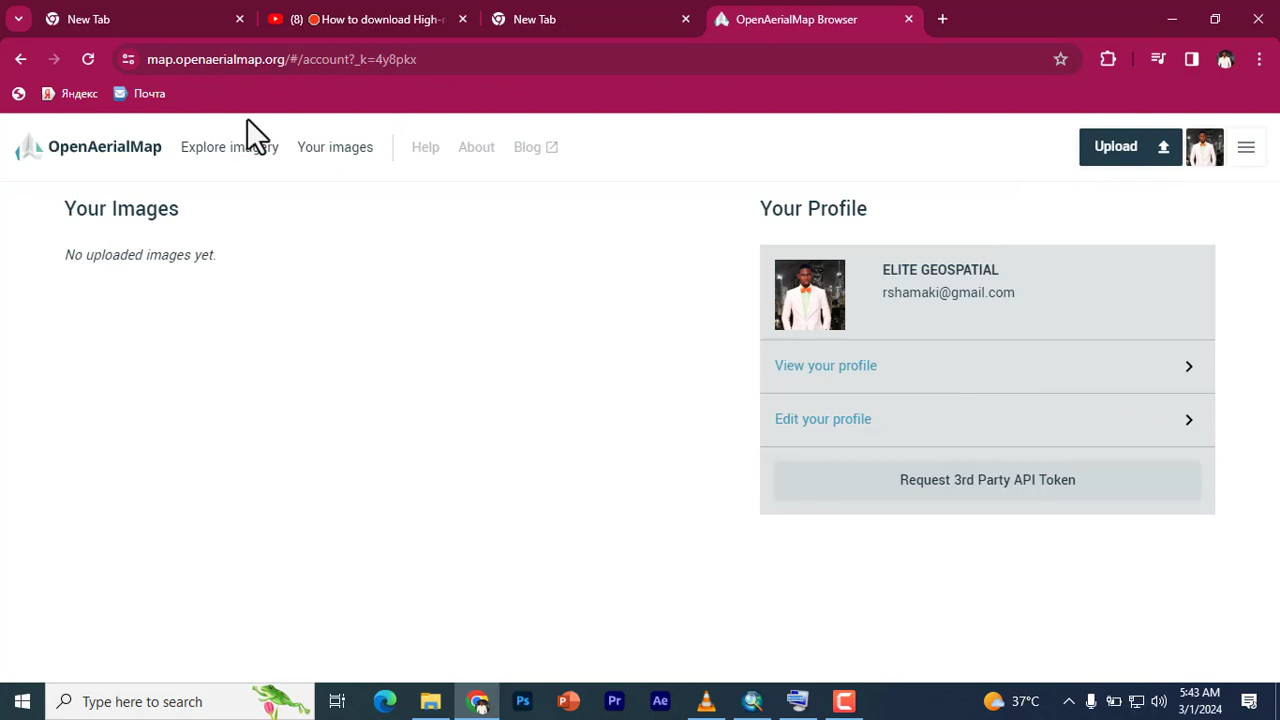 New Tab
(8) 🔴How to download High-r
New Tab
OpenAerialMap Browser
map.openaerialmap.org/#/account?_k=4y8pkx
Яндекс
Почта
OpenAerialMap
Explore imagery
Your images
Help
About
Blog
Upload
Your Images
Your Profile
No uploaded images yet.
ELITE GEOSPATIAL
rshamaki@gmail.com
View your profile
Edit your profile
Request 3rd Party API Token
Type here to search
Ps
Pr
Ae
37°C
5:43 AM
3/1/2024